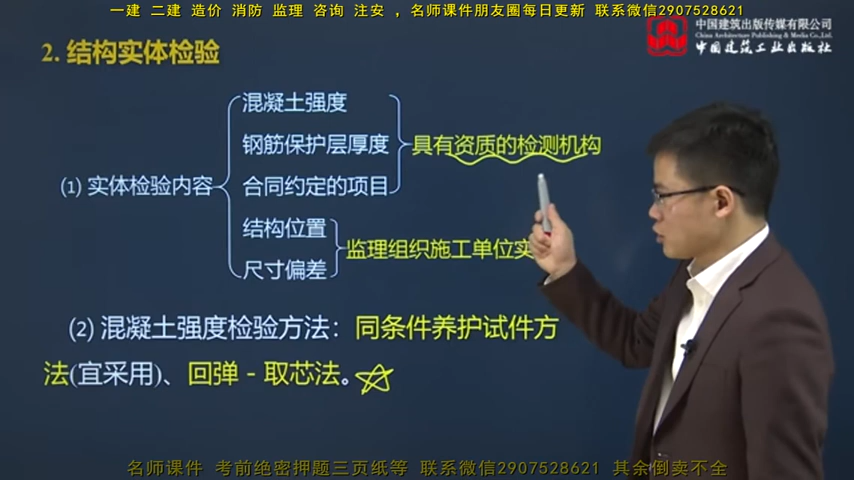 一建 二建 造价 消防 监理 咨询 注安 ，名师课件朋友圈每日更新 联系微信2907528621
中国建筑出版传媒有限公司
China Architecture Publishing & Media Co.,Ltd.
中国建筑工业出版社
2. 结构实体检验
混凝土强度
钢筋保护层厚度
具有资质的检测机构
(1) 实体检验内容
合同约定的项目
结构位置
监理组织施工单位实
尺寸偏差
(2) 混凝土强度检验方法：同条件养护试件方
法(宜采用)、回弹－取芯法。
名师课件 考前绝密押题三页纸等 联系微信2907528621 其余倒卖不全